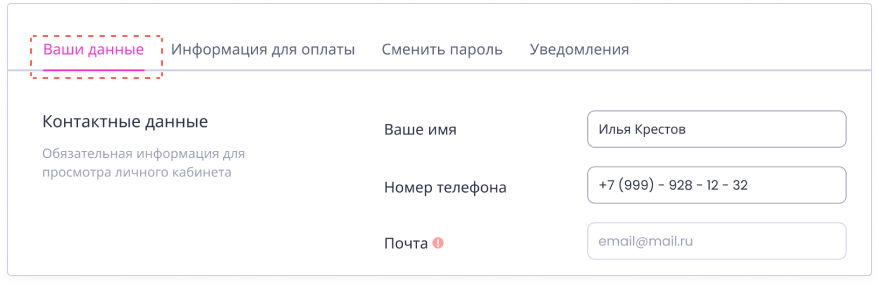 Ваши данные Информация для оплаты Сменить пароль Уведомления
Контактные данные
Обязательная информация для
просмотра личного кабинета
Ваше имя Илья Крестов
Номер телефона +7 (999) - 928 - 12 - 32
Почта ! email@mail.ru